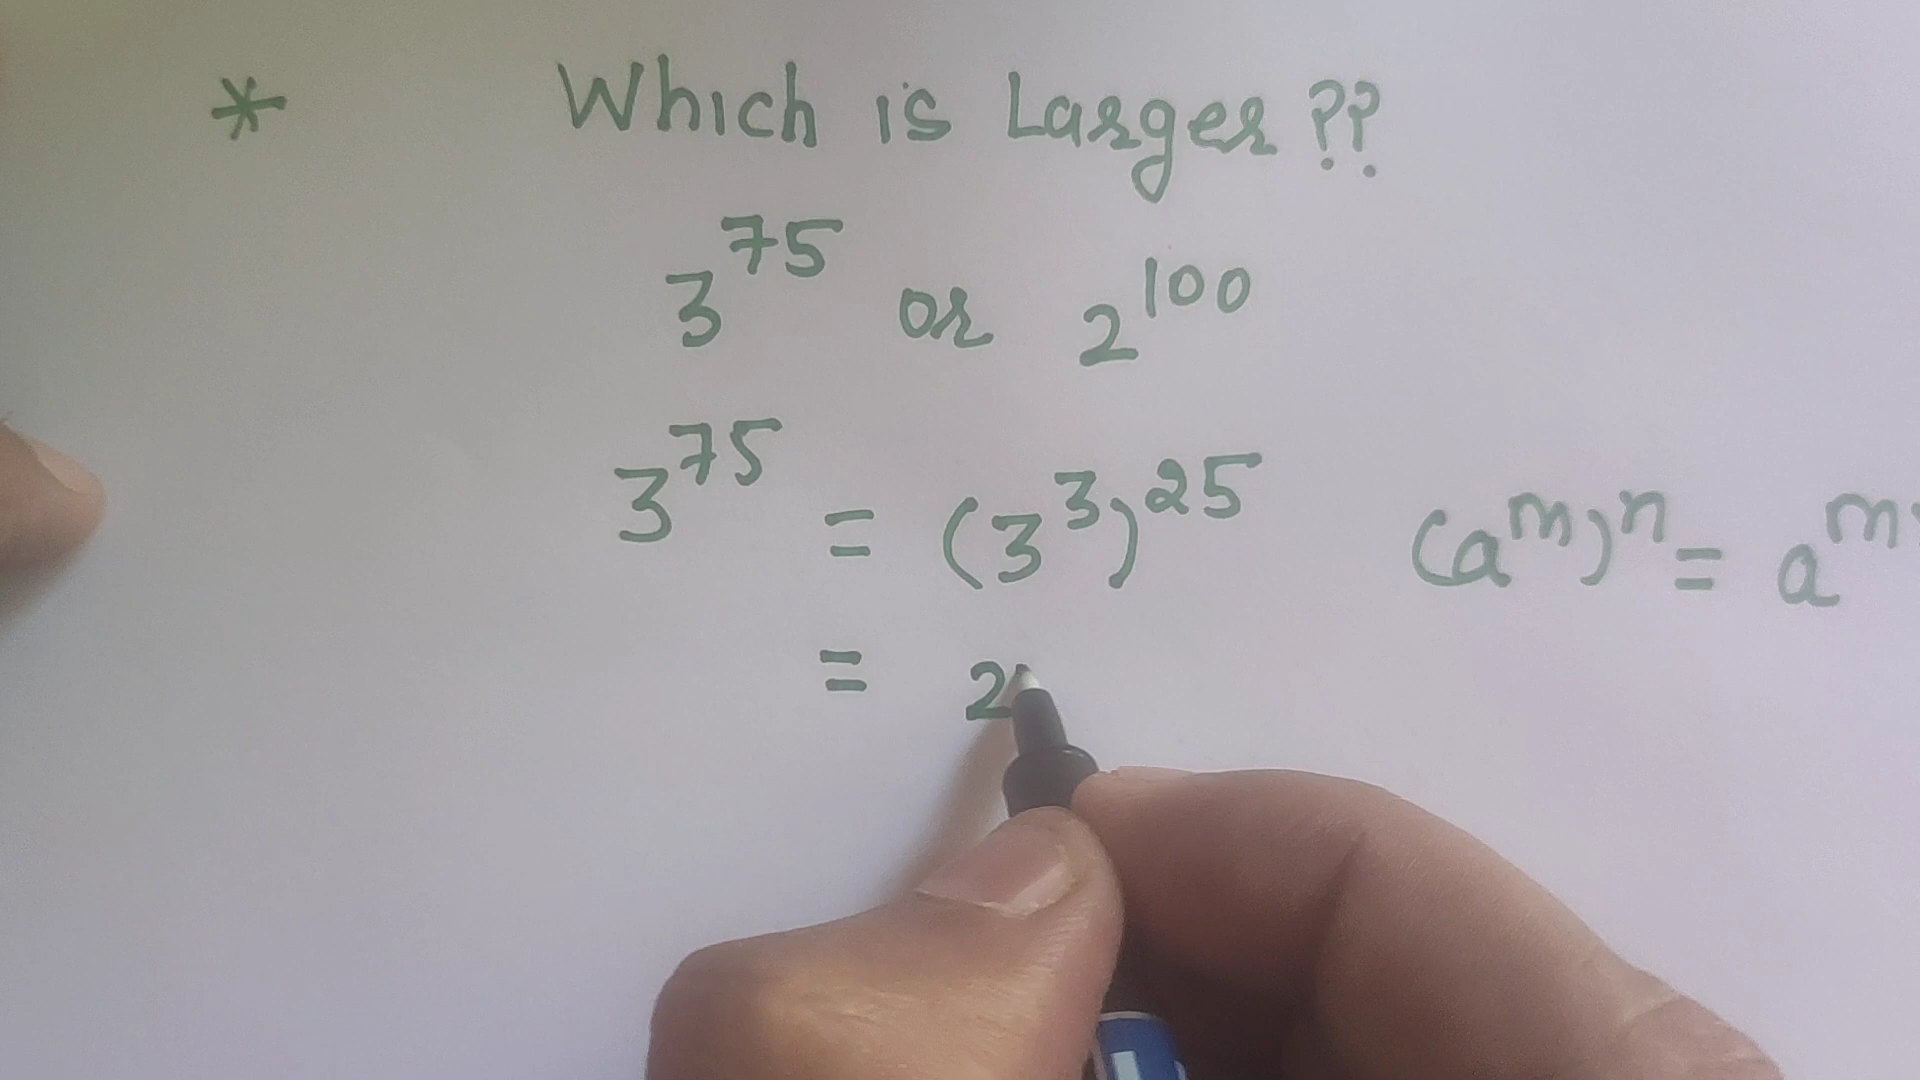 * Which is Larger ??
3^75 or 2^100
3^75 = (3^3)^25 (a^m)^n = a^m
= 2